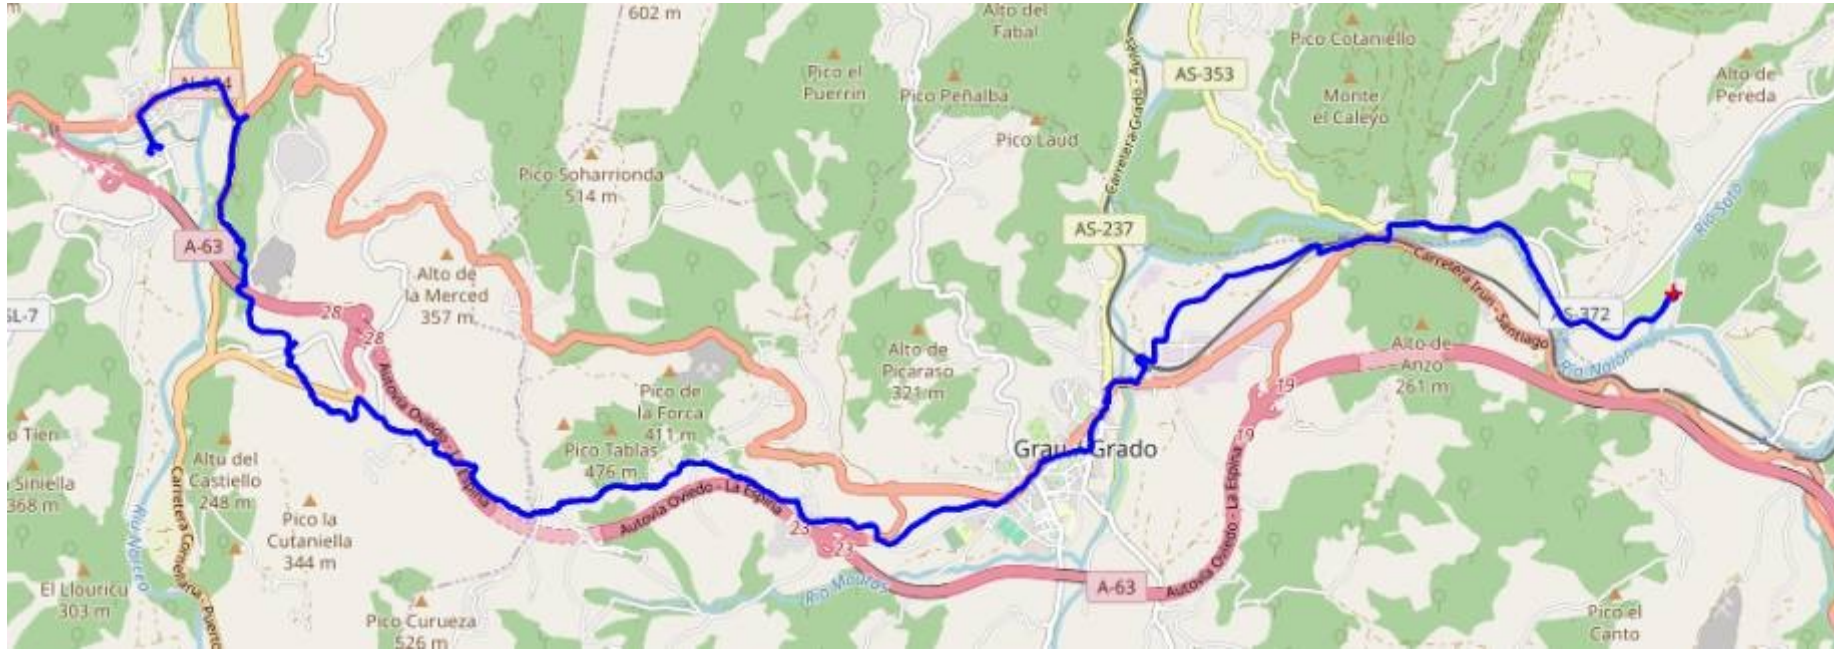 602 m
Alto del
Fabal
Pico Cotaniello
AS-353
Alto de
Pereda
Pico el
Puerrin
Pico Peñalba
Monte
el Caleyo
Pico Laud
Carretera Grado - Avilés
Pico Soharrionda
514 m
Río Soto
AS-237
A-63
Alto de
la Merced
357 m
28
28
SL-7
Carretera Irún - Santiago
AS-372
Río Nalón
Alto de
Anzo
261 m
Alto de
Picaraso
321 m
19
19
Autovía Oviedo - La Espina
Pico de
la Forca
411 m
Pico Tablas
476 m
Grau / Grado
o Tien
Siniella
368 m
Altu del
Castiello
248 m
Pico la
Cutaniella
344 m
Río Narcea
Autovía Oviedo - La Espina
23
23
Autovía Oviedo - La Espina
A-63
El Llouricu
303 m
Pico Curueza
526 m
Pico el
Canto